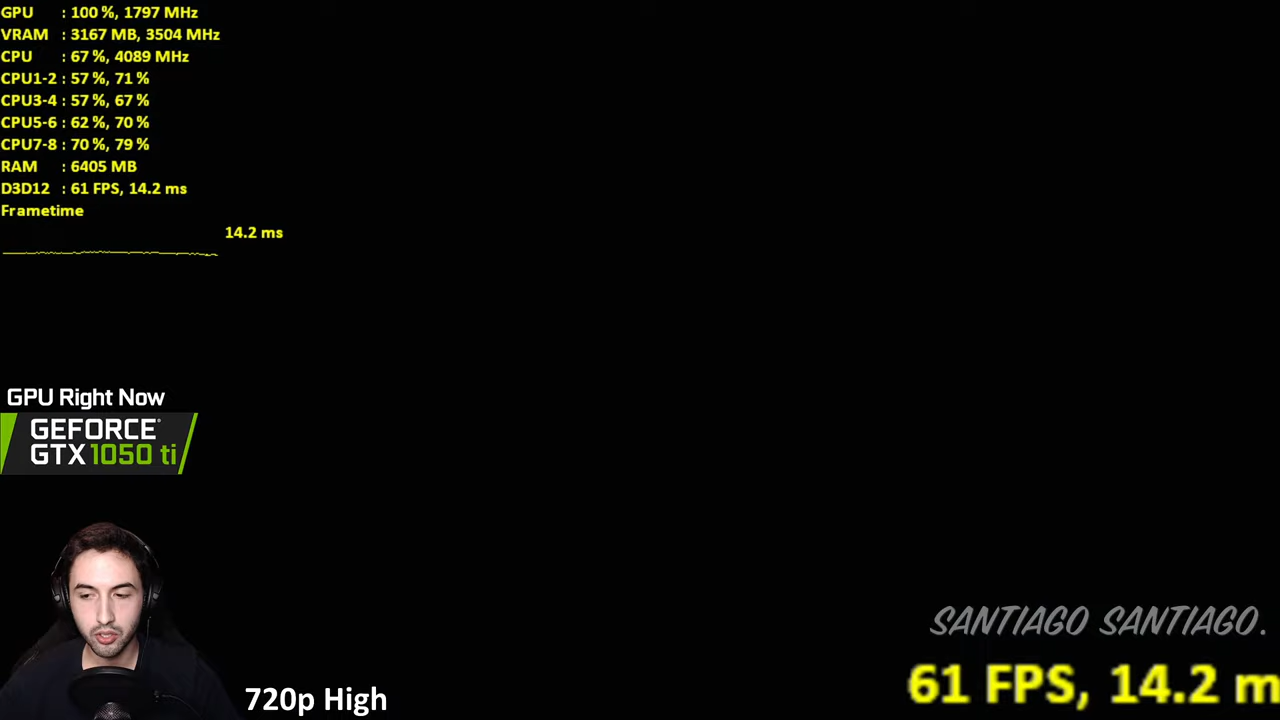 GPU : 100 %, 1797 MHz
VRAM : 3167 MB, 3504 MHz
CPU : 67 %, 4089 MHz
CPU1-2 : 57 %, 71 %
CPU3-4 : 57 %, 67 %
CPU5-6 : 62 %, 70 %
CPU7-8 : 70 %, 79 %
RAM : 6405 MB
D3D12 : 61 FPS, 14.2 ms
Frametime
14.2 ms
GPU Right Now
GEFORCE®
GTX 1050 ti
SANTIAGO SANTIAGO.
61 FPS, 14.2 m
720p High